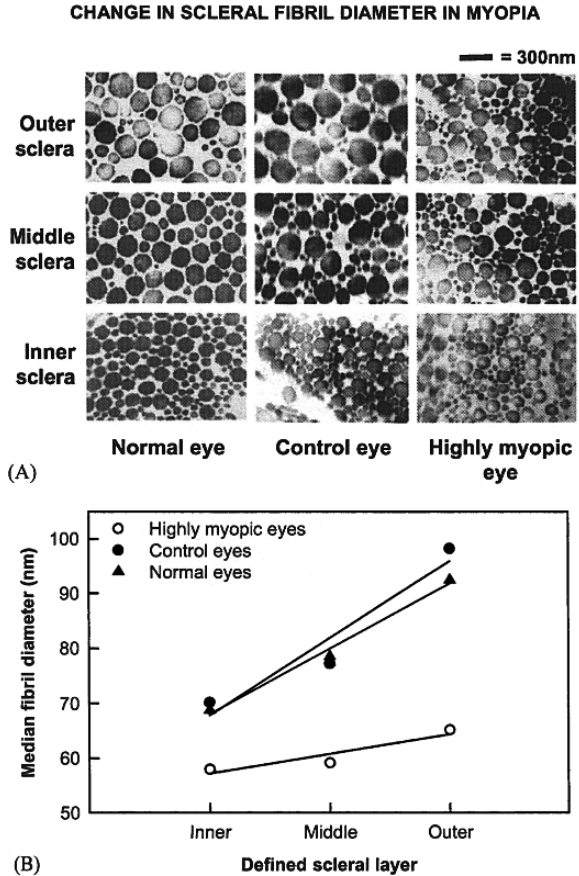 CHANGE IN SCLERAL FIBRIL DIAMETER IN MYOPIA
= 300nm
Outer
sclera
Middle
sclera
Inner
sclera
Normal eye
Control eye
Highly myopic
eye
(A)
Highly myopic eyes
Control eyes
Normal eyes
Median fibril diameter (nm)
100
90
80
70
60
50
Inner
Middle
Outer
Defined scleral layer
(B)